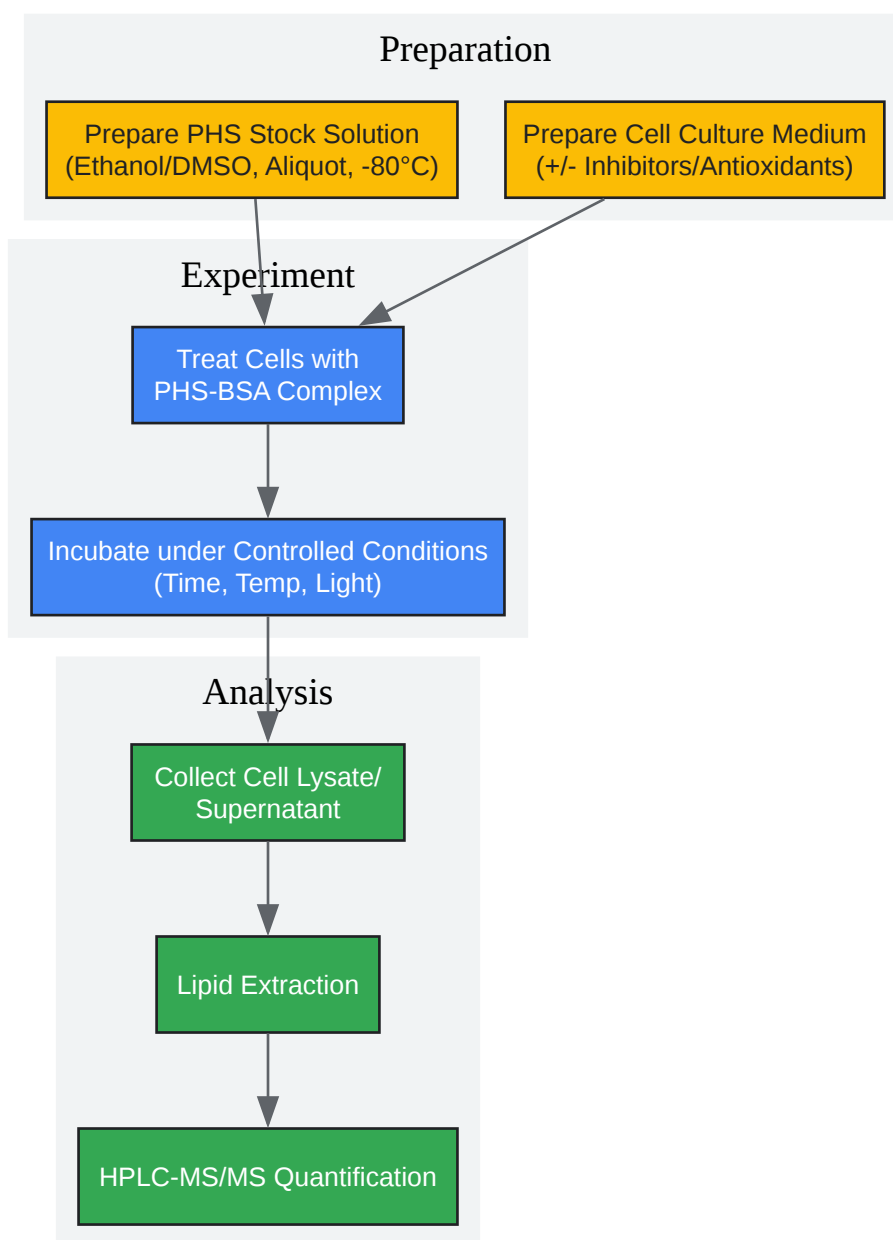 Preparation
Prepare PHS Stock Solution
(Ethanol/DMSO, Aliquot, -80°C)
Prepare Cell Culture Medium
(+/- Inhibitors/Antioxidants)
Experiment
Treat Cells with
PHS-BSA Complex
Incubate under Controlled Conditions
(Time, Temp, Light)
Analysis
Collect Cell Lysate/
Supernatant
Lipid Extraction
HPLC-MS/MS Quantification